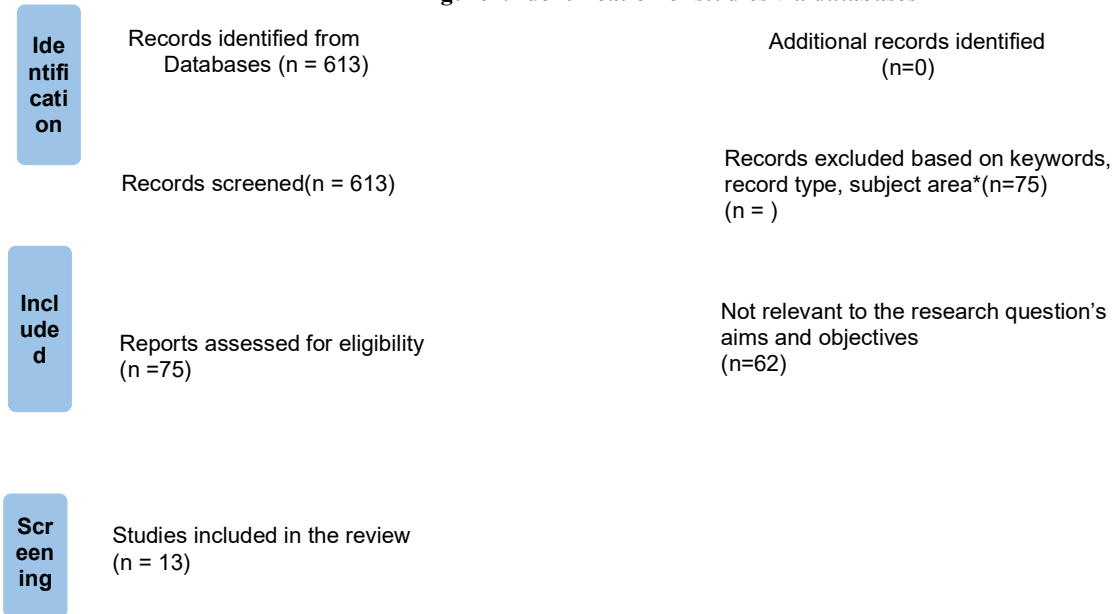 Ide
ntifi
cati
on
Records identified from
Databases (n = 613)
Additional records identified
(n=0)
Records screened(n = 613)
Records excluded based on keywords,
record type, subject area*(n=75)
(n = )
Incl
ude
d
Reports assessed for eligibility
(n =75)
Not relevant to the research question’s
aims and objectives
(n=62)
Scr
een
ing
Studies included in the review
(n = 13)